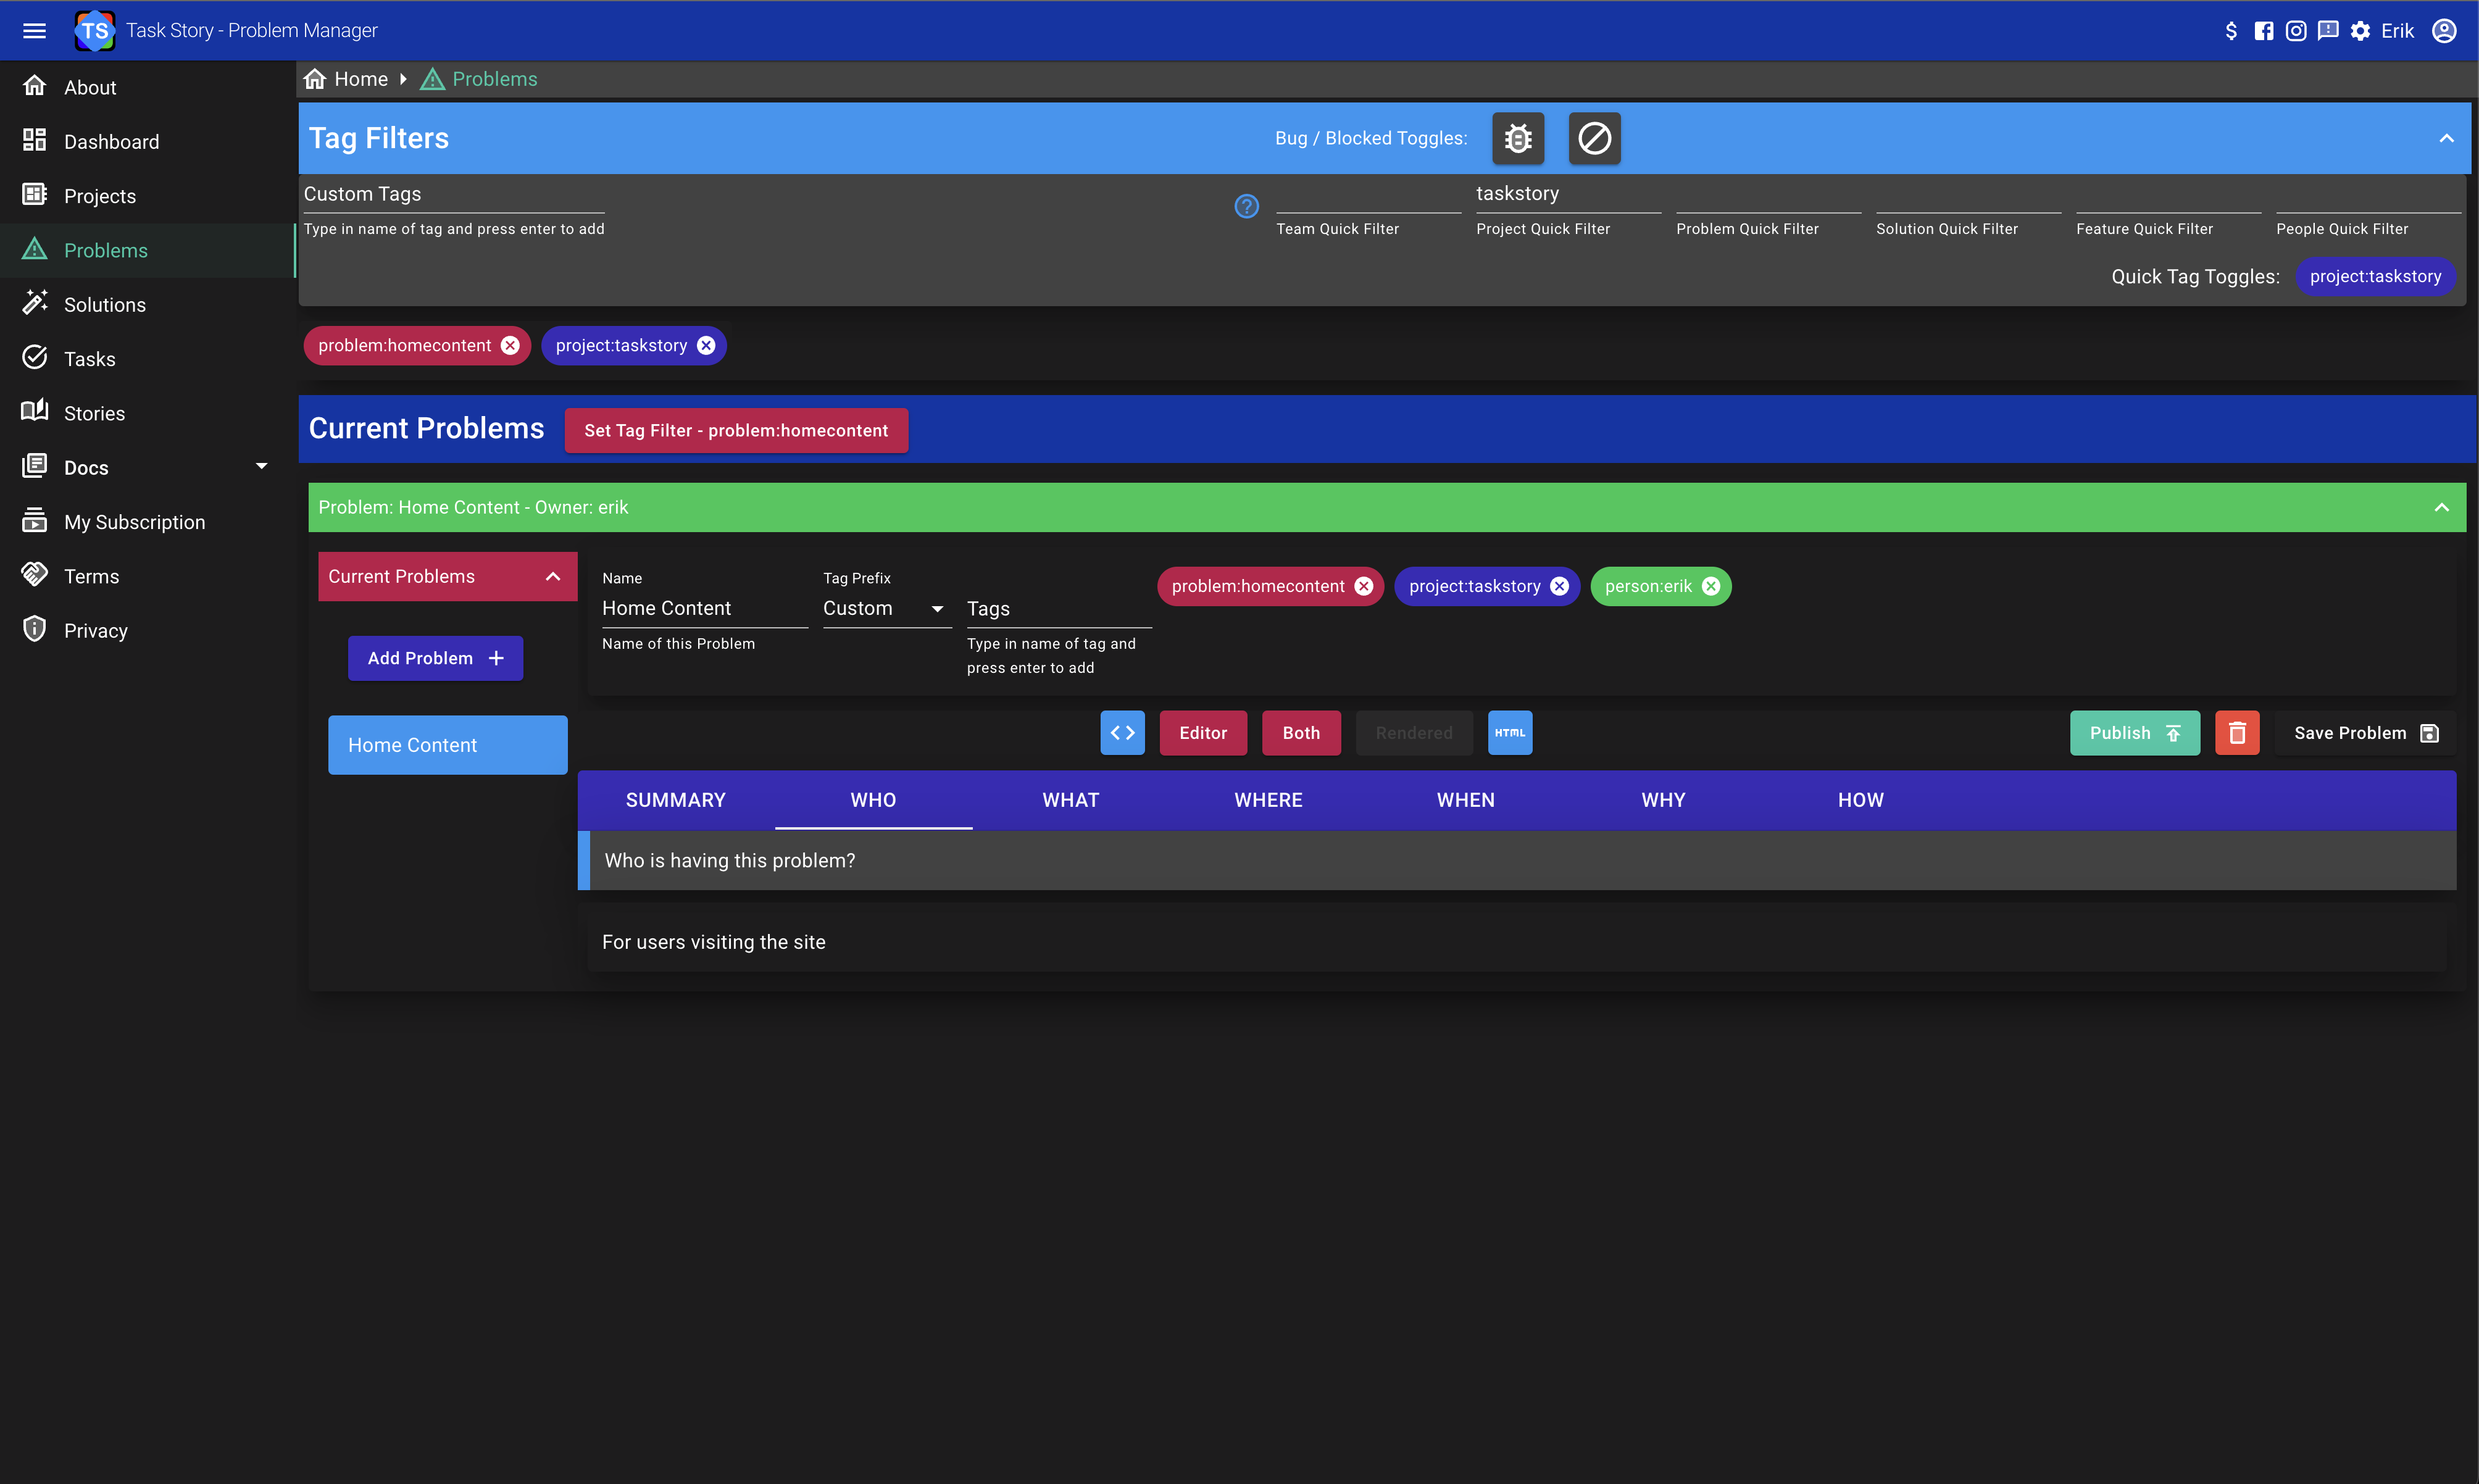 TS Task Story - Problem Manager
Erik
About
Dashboard
Projects
Problems
Solutions
Tasks
Stories
Docs
My Subscription
Terms
Privacy
Home Problems
Tag Filters
Bug / Blocked Toggles:
Custom Tags
Type in name of tag and press enter to add
Team Quick Filter
taskstory
Project Quick Filter
Problem Quick Filter
Solution Quick Filter
Feature Quick Filter
People Quick Filter
Quick Tag Toggles: project:taskstory
problem:homecontent project:taskstory
Current Problems Set Tag Filter - problem:homecontent
Problem: Home Content - Owner: erik
Current Problems
Add Problem
Home Content
Name
Home Content
Name of this Problem
Tag Prefix
Custom
Tags
Type in name of tag and
press enter to add
problem:homecontent project:taskstory person:erik
Editor Both Rendered HTML
Publish Save Problem
SUMMARY WHO WHAT WHERE WHEN WHY HOW
Who is having this problem?
For users visiting the site